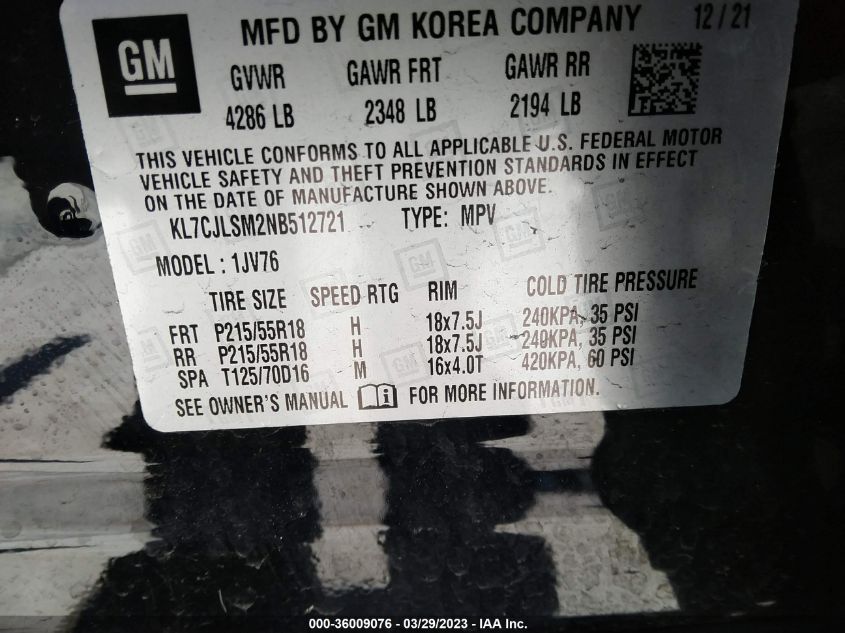 GM
MFD BY GM KOREA COMPANY 12/21
GVWR GAWR FRT GAWR RR
4286 LB 2348 LB 2194 LB
THIS VEHICLE CONFORMS TO ALL APPLICABLE U.S. FEDERAL MOTOR
VEHICLE SAFETY AND THEFT PREVENTION STANDARDS IN EFFECT
ON THE DATE OF MANUFACTURE SHOWN ABOVE.
KL7CJLSM2NB512721 TYPE: MPV
MODEL : 1JV76
TIRE SIZE SPEED RTG RIM COLD TIRE PRESSURE
FRT P215/55R18 H 18x7.5J 240KPA, 35 PSI
RR P215/55R18 H 18x7.5J 240KPA, 35 PSI
SPA T125/70D16 M 16x4.0T 420KPA, 60 PSI
SEE OWNER'S MANUAL FOR MORE INFORMATION.
000-36009076 - 03/29/2023 - © IAA Inc.